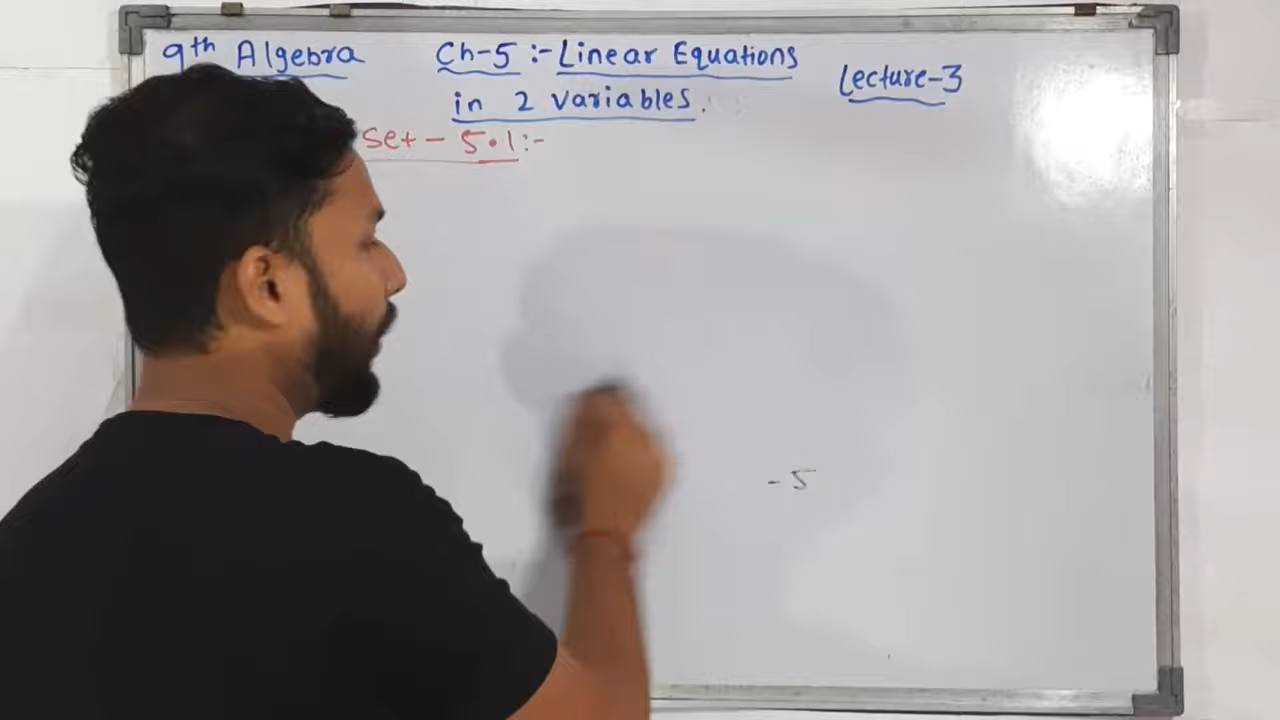 9th Algebra Ch-5 :- Linear Equations
in 2 variables. Lecture-3
Set - 5.1:-
- 5